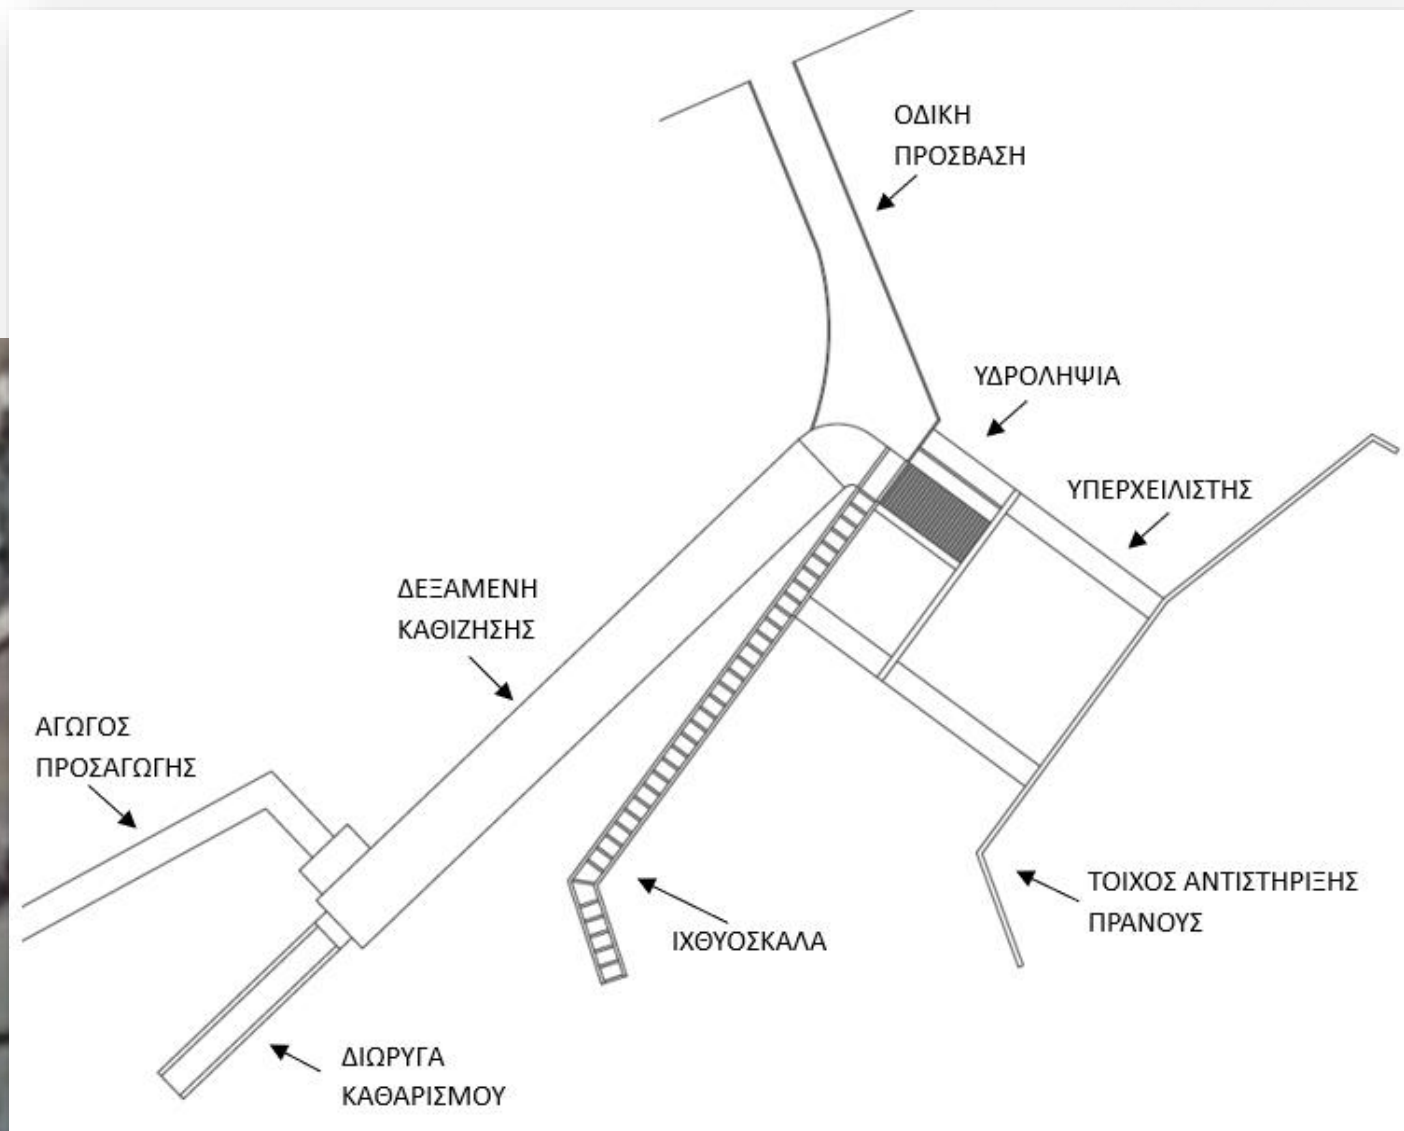 ΟΔΙΚΗ
ΠΡΟΣΒΑΣΗ
ΥΔΡΟΛΗΨΙΑ
ΥΠΕΡΧΕΙΛΙΣΤΗΣ
ΔΕΞΑΜΕΝΗ
ΚΑΘΙΖΗΣΗΣ
ΑΓΩΓΟΣ
ΠΡΟΣΑΓΩΓΗΣ
ΤΟΙΧΟΣ ΑΝΤΙΣΤΗΡΙΞΗΣ
ΠΡΑΝΟΥΣ
ΙΧΘΥΟΣΚΑΛΑ
ΔΙΩΡΥΓΑ
ΚΑΘΑΡΙΣΜΟΥ